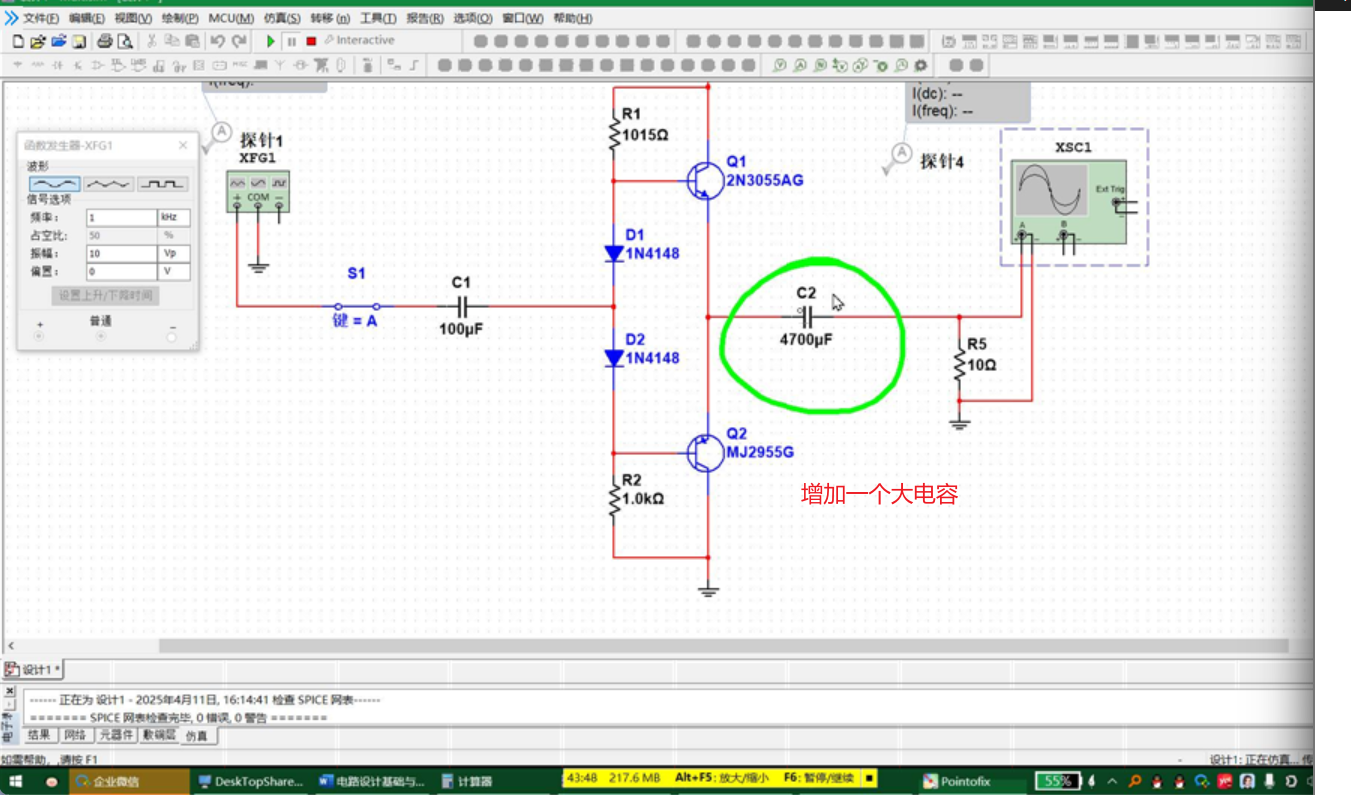 文件(F) 编辑(E) 视图(V) 绘制(P) MCU(M) 仿真(S) 转移(n) 工具(T) 报告(R) 选项(O) 窗口(W) 帮助(H)
Interactive
I(freq):
I(dc): --
I(freq): --
探针1
XFG1
COM
函数发生器-XFG1
波形
信号选项
频率: 1 kHz
占空比: 50 %
振幅: 10 Vp
偏置: 0 V
设置上升/下降时间
+ 普通 -
S1
键 = A
C1
100µF
R1
1015Ω
D1
1N4148
D2
1N4148
R2
1.0kΩ
Q1
2N3055AG
Q2
MJ2955G
C2
4700µF
探针4
XSC1
Ext Trig
A B
R5
10Ω
增加一个大电容
设计1 *
------ 正在为 设计1 - 2025年4月11日, 16:14:41 检查 SPICE 网表------
======= SPICE 网表检查完毕, 0 错误, 0 警告 =======
结果 网络 元器件 敷铜层 仿真
如需帮助, ,请按 F1
设计1: 正在仿真...
企业微信 DeskTopShare... 电路设计基础与... 计算器 43:48 217.6 MB Alt+F5: 放大/缩小 F6: 暂停/继续 Pointofix 55%